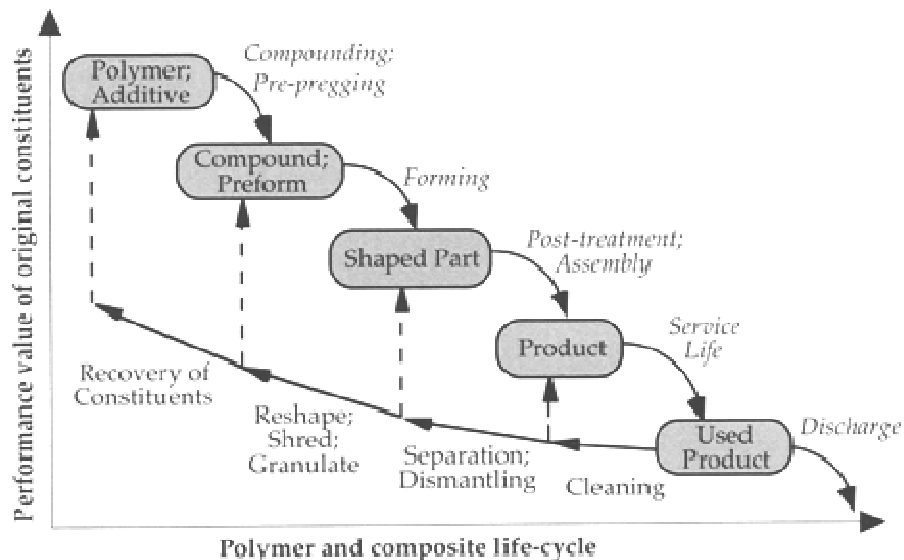 Performance value of original constituents
Polymer;
Additive
Compounding;
Pre-pregging
Compound;
Preform
Forming
Shaped Part
Post-treatment;
Assembly
Product
Service
Life
Used
Product
Discharge
Cleaning
Separation;
Dismantling
Reshape;
Shred;
Granulate
Recovery of
Constituents
Polymer and composite life-cycle